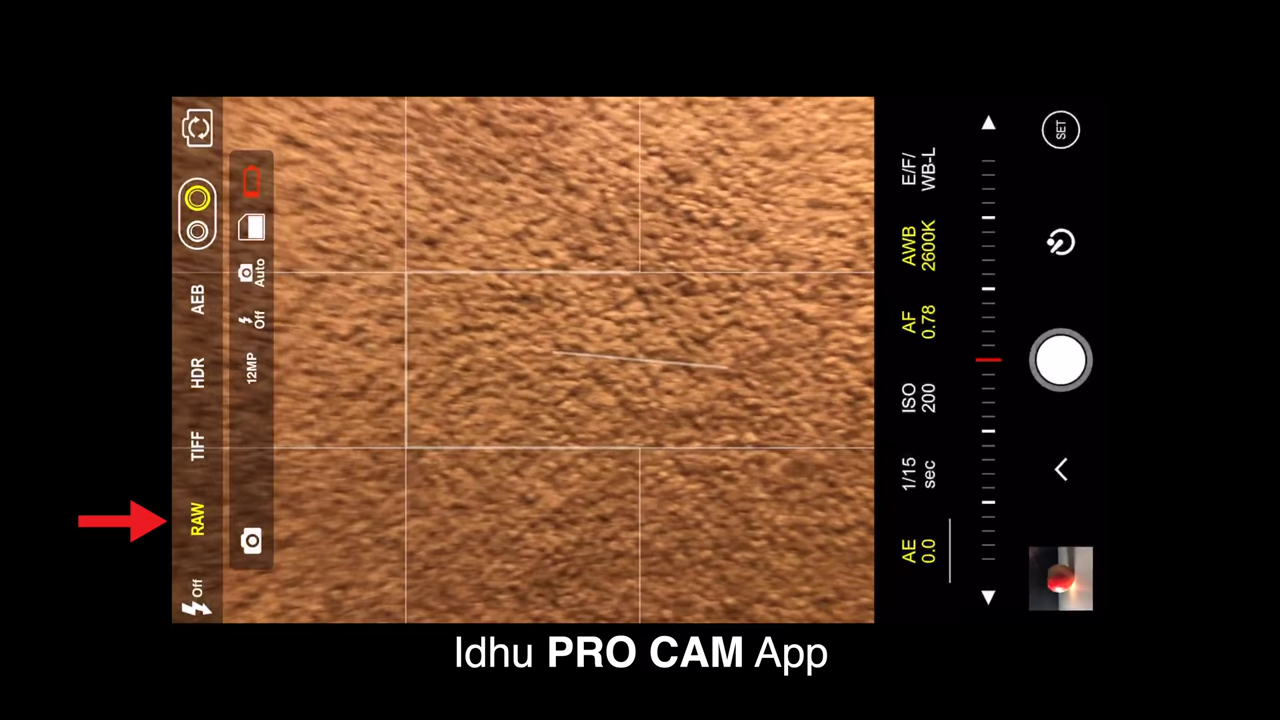 Off
RAW
TIFF
HDR
AEB
12MP
Off
Auto
AE
0.0
1/15
sec
ISO
200
AF
0.78
AWB
2600K
E/F/
WB-L
SET
Idhu PRO CAM App